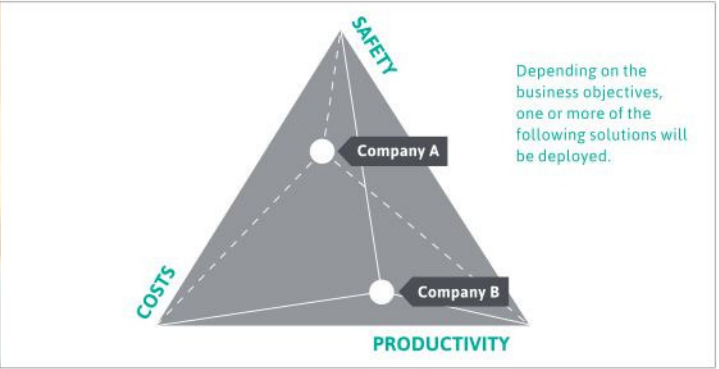 SAFETY
Depending on the
business objectives,
one or more of the
following solutions will
be deployed.
Company A
COSTS
Company B
PRODUCTIVITY